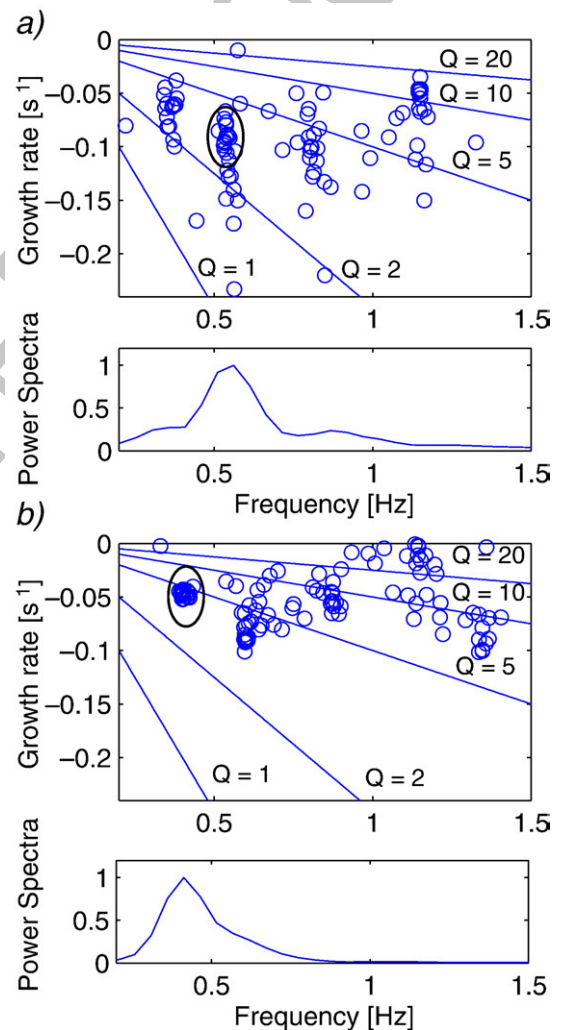 a)
0
−0.05
−0.1
−0.15
−0.2
Growth rate [s⁻¹]
Q = 20
Q = 10
Q = 5
Q = 2
Q = 1
0.5
1
1.5
1
0.5
0
Power Spectra
0.5
1
1.5
Frequency [Hz]
b)
0
−0.05
−0.1
−0.15
−0.2
Growth rate [s⁻¹]
Q = 20
Q = 10
Q = 5
Q = 2
Q = 1
0.5
1
1.5
1
0.5
0
Power Spectra
0.5
1
1.5
Frequency [Hz]